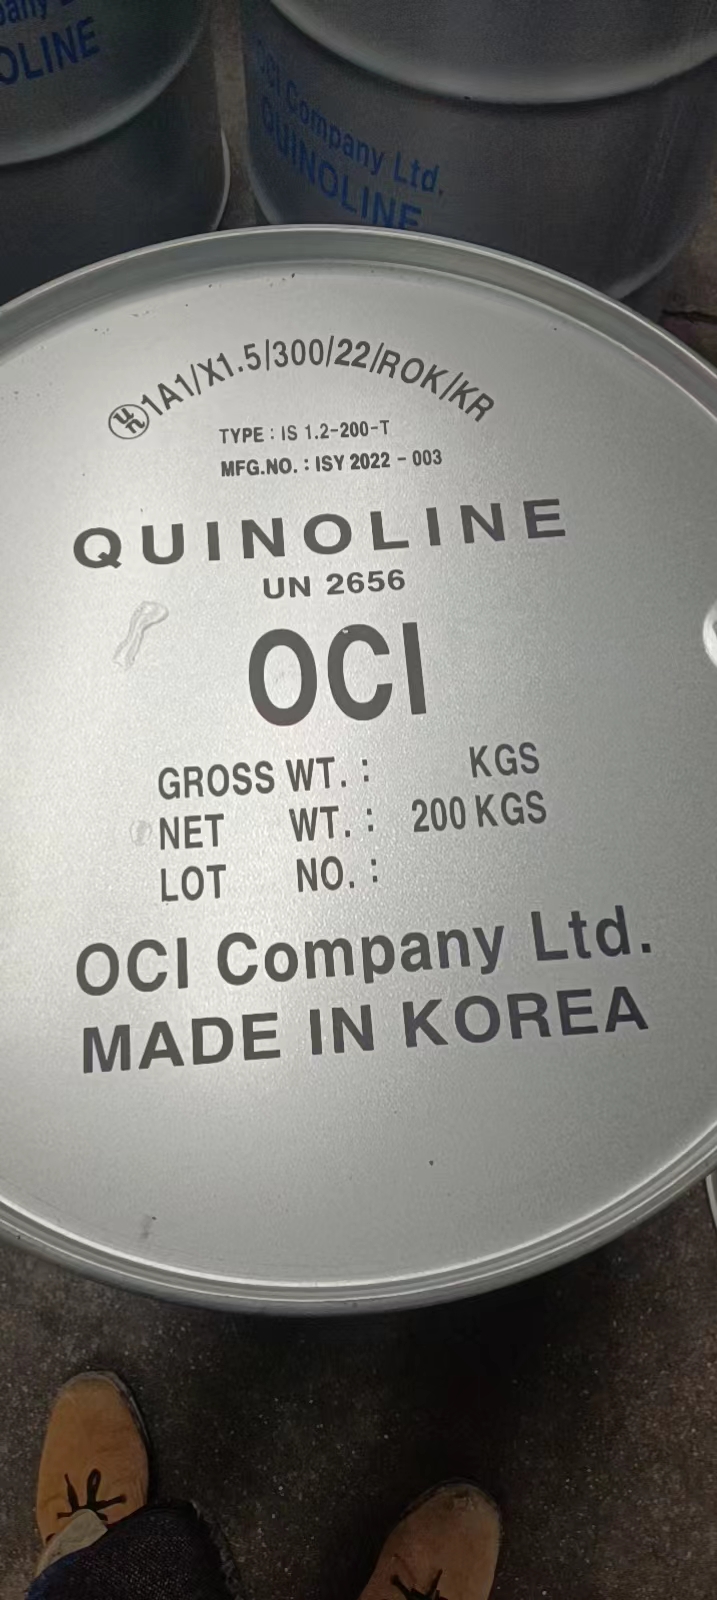 pany
OLINE
OCI Company Ltd.
QUINOLINE
un 1A1/X1.5/300/22/ROK/KR
TYPE : IS 1.2-200-T
MFG.NO. : ISY 2022 - 003
QUINOLINE
UN 2656
OCI
GROSS WT. : KGS
NET WT. : 200 KGS
LOT NO. :
OCI Company Ltd.
MADE IN KOREA